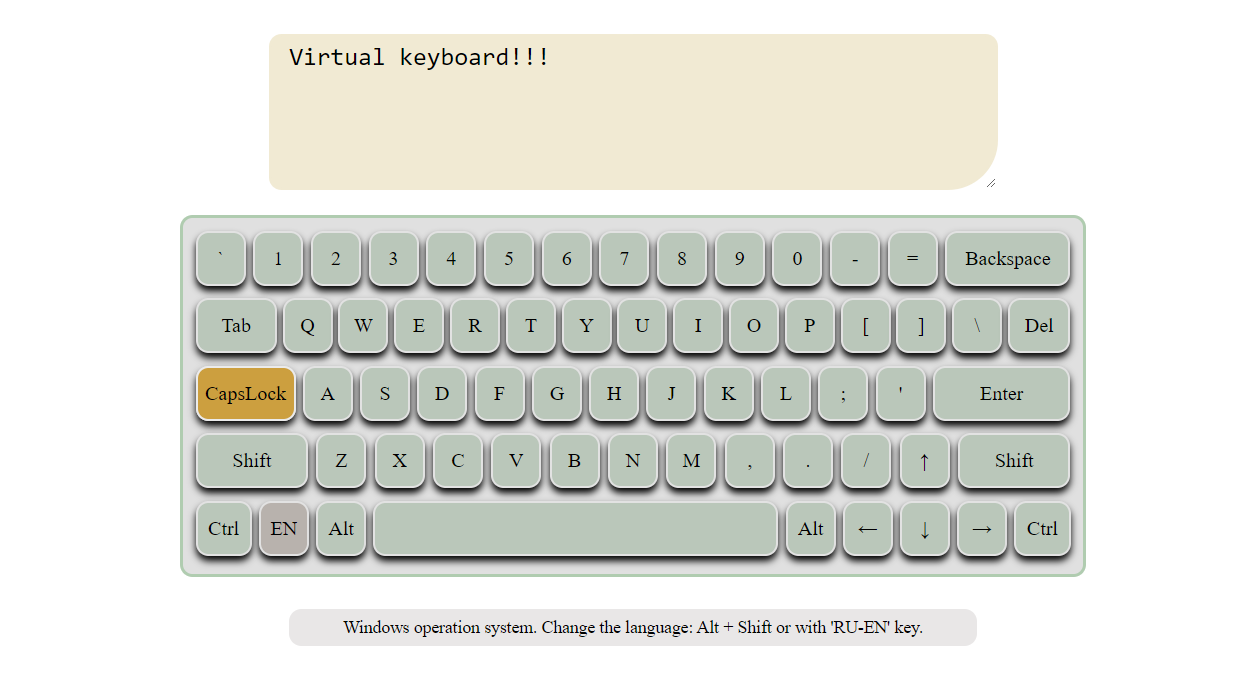 Virtual keyboard!!!
` 1 2 3 4 5 6 7 8 9 0 - = Backspace
Tab Q W E R T Y U I O P [ ] \ Del
CapsLock A S D F G H J K L ; ' Enter
Shift Z X C V B N M , . / ↑ Shift
Ctrl EN Alt Alt ← ↓ → Ctrl
Windows operation system. Change the language: Alt + Shift or with 'RU-EN' key.